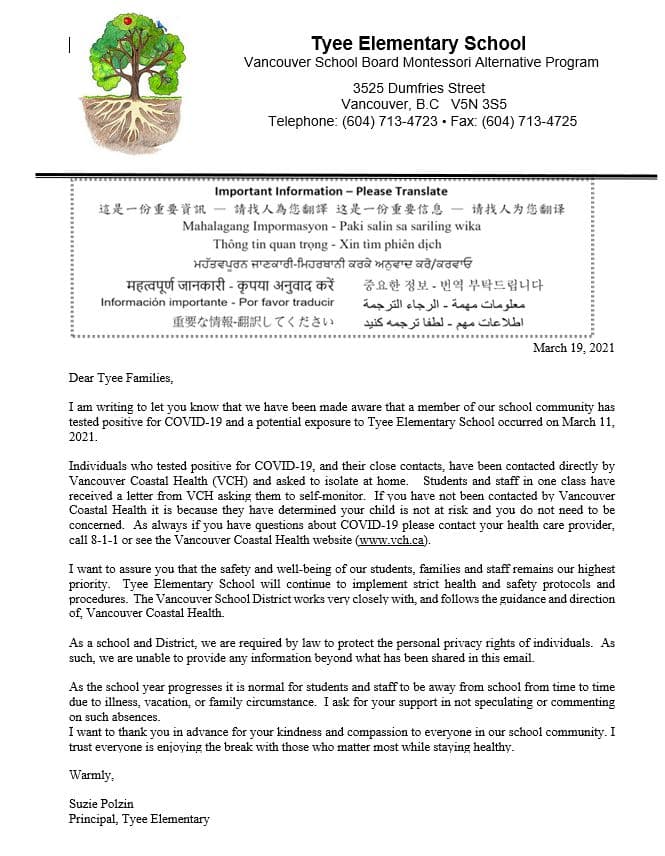 Tyee Elementary School
Vancouver School Board Montessori Alternative Program
3525 Dumfries Street
Vancouver, B.C   V5N 3S5
Telephone: (604) 713-4723 • Fax: (604) 713-4725
Important Information – Please Translate
這是一份重要資訊 — 請找人為您翻譯 这是一份重要信息 — 请找人为您翻译
Mahalagang Impormasyon - Paki salin sa sariling wika
Thông tin quan trọng - Xin tìm phiên dịch
ਮਹੱਤਵਪੂਰਨ ਜਾਣਕਾਰੀ-ਮਿਹਰਬਾਨੀ ਕਰਕੇ ਅਨੁਵਾਦ ਕਰੋ/ਕਰਵਾਓ
महत्वपूर्ण जानकारी - कृपया अनुवाद करें 중요한 정보 - 번역 부탁드립니다
Información importante - Por favor traducir معلومات مهمة - الرجاء الترجمة
重要な情報-翻訳してください اطلاعات مهم - لطفا ترجمه کنید
March 19, 2021
Dear Tyee Families,
I am writing to let you know that we have been made aware that a member of our school community has
tested positive for COVID-19 and a potential exposure to Tyee Elementary School occurred on March 11,
2021.
Individuals who tested positive for COVID-19, and their close contacts, have been contacted directly by
Vancouver Coastal Health (VCH) and asked to isolate at home.   Students and staff in one class have
received a letter from VCH asking them to self-monitor.  If you have not been contacted by Vancouver
Coastal Health it is because they have determined your child is not at risk and you do not need to be
concerned.  As always if you have questions about COVID-19 please contact your health care provider,
call 8-1-1 or see the Vancouver Coastal Health website (www.vch.ca).
I want to assure you that the safety and well-being of our students, families and staff remains our highest
priority.   Tyee Elementary School will continue to implement strict health and safety protocols and
procedures.  The Vancouver School District works very closely with, and follows the guidance and direction
of, Vancouver Coastal Health.
As a school and District, we are required by law to protect the personal privacy rights of individuals.  As
such, we are unable to provide any information beyond what has been shared in this email.
As the school year progresses it is normal for students and staff to be away from school from time to time
due to illness, vacation, or family circumstance.  I ask for your support in not speculating or commenting
on such absences.
I want to thank you in advance for your kindness and compassion to everyone in our school community. I
trust everyone is enjoying the break with those who matter most while staying healthy.
Warmly,
Suzie Polzin
Principal, Tyee Elementary